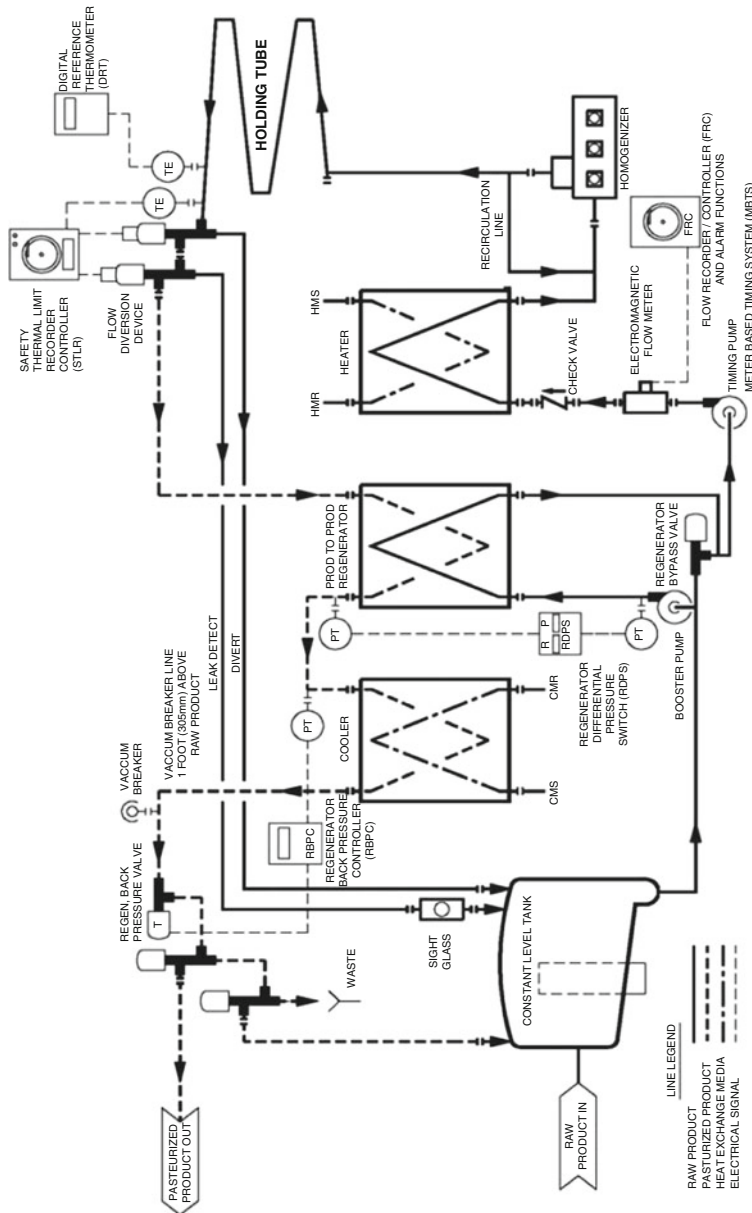 DIGITAL
REFERENCE
THERMOMETER
(DRT)
TE
HOLDING TUBE
SAFETY
THERMAL LIMIT
RECORDER
CONTROLLER
(STLR)
TE
FLOW
DIVERSION
DEVICE
HOMOGENIZER
RECIRCULATION
LINE
FRC
FLOW RECORDER / CONTROLLER (FRC)
AND ALARM FUNCTIONS
HMS
HMR
HEATER
CHECK VALVE
ELECTROMAGNETIC
FLOW METER
TIMING PUMP
METER BASED TIMING SYSTEM (MBTS)
PROD TO PROD
REGENERATOR
REGENERATOR
BYPASS VALVE
BOOSTER PUMP
PT
R P
RDPS
PT
REGENERATOR
DIFFERENTIAL
PRESSURE
SWITCH (RDPS)
LEAK DETECT
DIVERT
PT
COOLER
CMR
CMS
VACCUM
BREAKER
VACCUM BREAKER LINE
1 FOOT (305mm) ABOVE
RAW PRODUCT
RBPC
REGENERATOR
BACK PRESSURE
CONTROLLER
(RBPC)
REGEN, BACK
PRESSURE VALVE
T
SIGHT
GLASS
WASTE
CONSTANT LEVEL TANK
PASTEURIZED
PRODUCT OUT
RAW
PRODUCT IN
LINE LEGEND
RAW PRODUCT
PASTURIZED PRODUCT
HEAT EXCHANGE MEDIA
ELECTRICAL SIGNAL